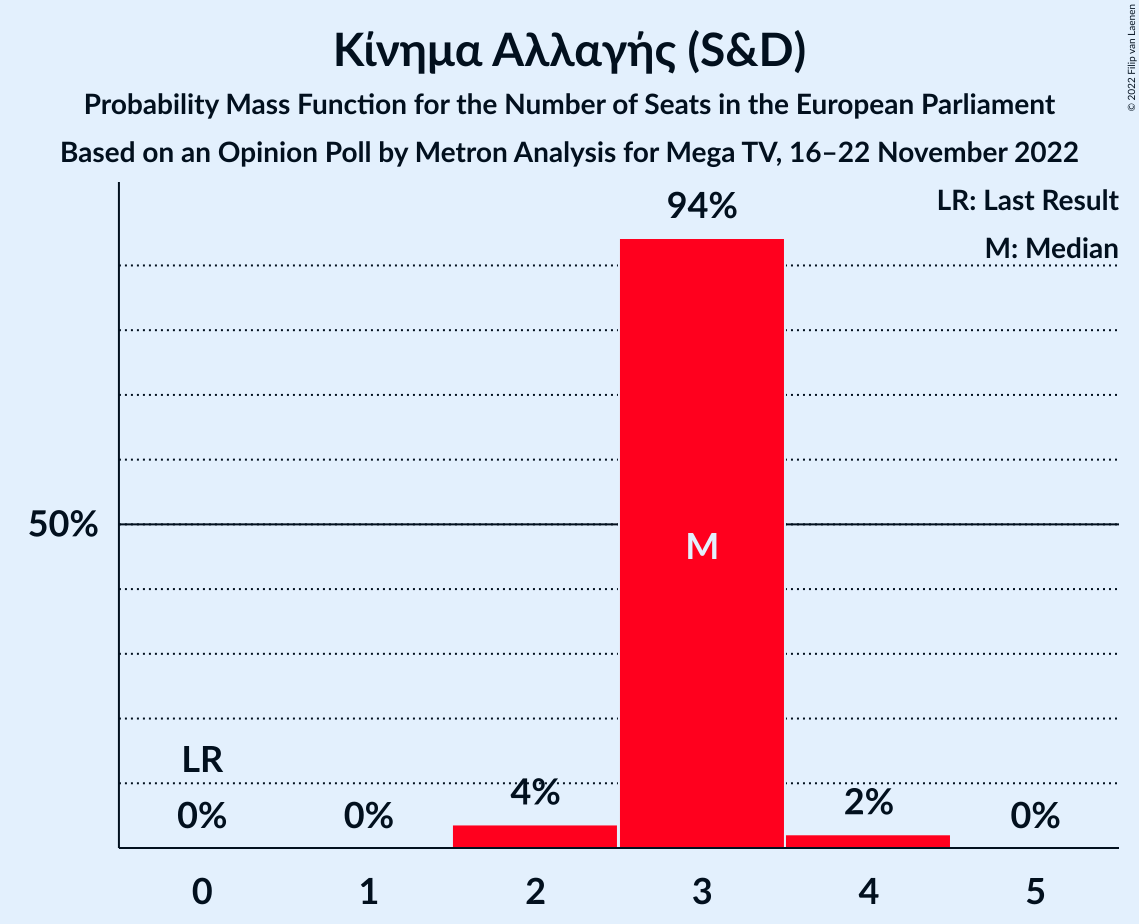 Κίνημα Αλλαγής (S&D)
Probability Mass Function for the Number of Seats in the European Parliament
Based on an Opinion Poll by Metron Analysis for Mega TV, 16–22 November 2022
© 2022 Filip van Laenen
LR: Last Result
M: Median
94%
50%
M
LR
0%
0%
4%
2%
0%
0
1
2
3
4
5